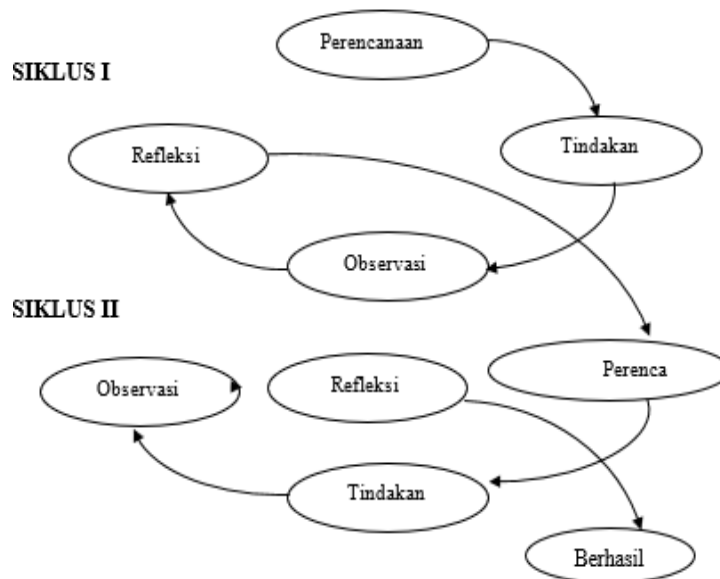 Perencanaan
SIKLUS I
Tindakan
Refleksi
Observasi
SIKLUS II
Perenca
Refleksi
Observasi
Tindakan
Berhasil